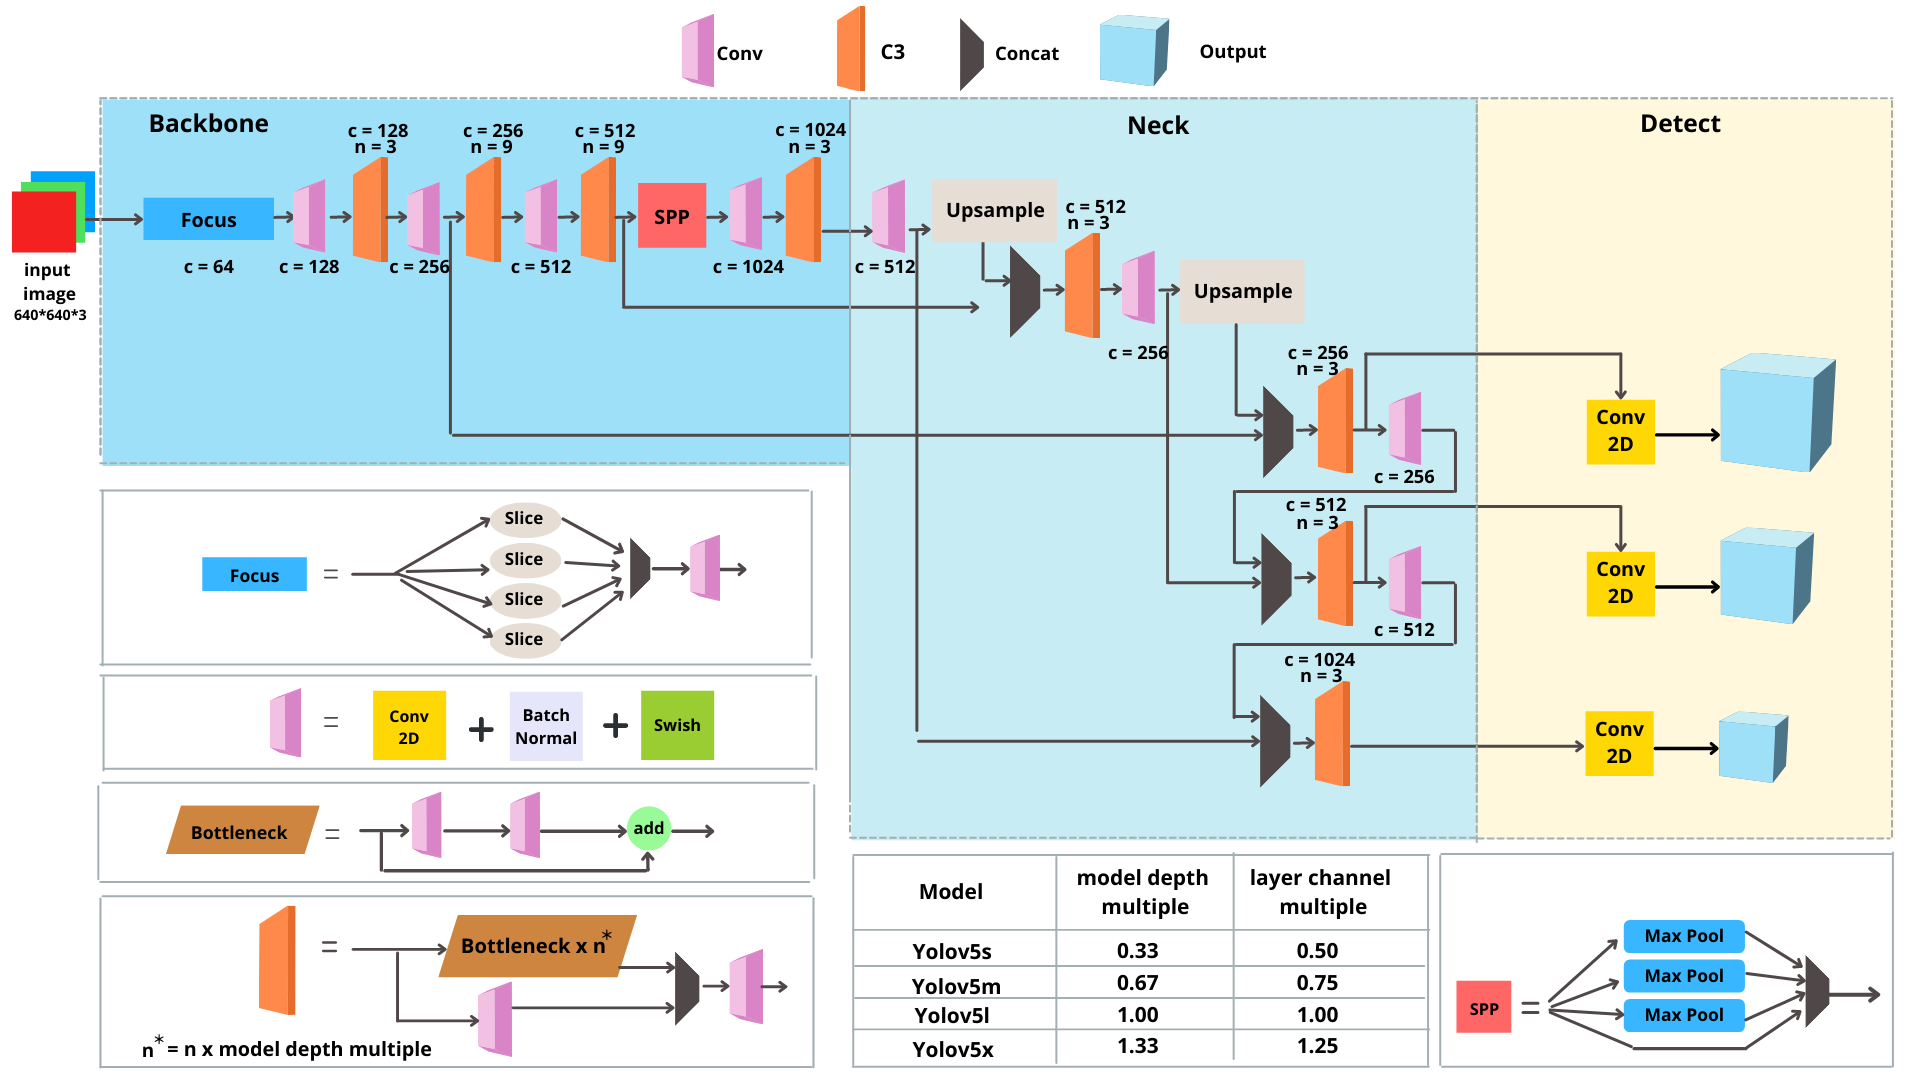 Conv
C3
Concat
Output
Backbone
Neck
Detect
c = 128
n = 3
c = 256
n = 9
c = 512
n = 9
c = 1024
n = 3
Focus
SPP
c = 64
c = 128
c = 256
c = 512
c = 1024
c = 512
input
image
640*640*3
Upsample
c = 512
n = 3
c = 256
Upsample
c = 256
n = 3
c = 256
Conv
2D
c = 512
n = 3
c = 512
Conv
2D
c = 1024
n = 3
Conv
2D
Focus
=
Slice
Slice
Slice
Slice
=
Conv
2D
+
Batch
Normal
+
Swish
Bottleneck
=
add
=
Bottleneck x n*
n* = n x model depth multiple
Model
model depth
multiple
layer channel
multiple
Yolov5s 0.33 0.50
Yolov5m 0.67 0.75
Yolov5l 1.00 1.00
Yolov5x 1.33 1.25
SPP
=
Max Pool
Max Pool
Max Pool